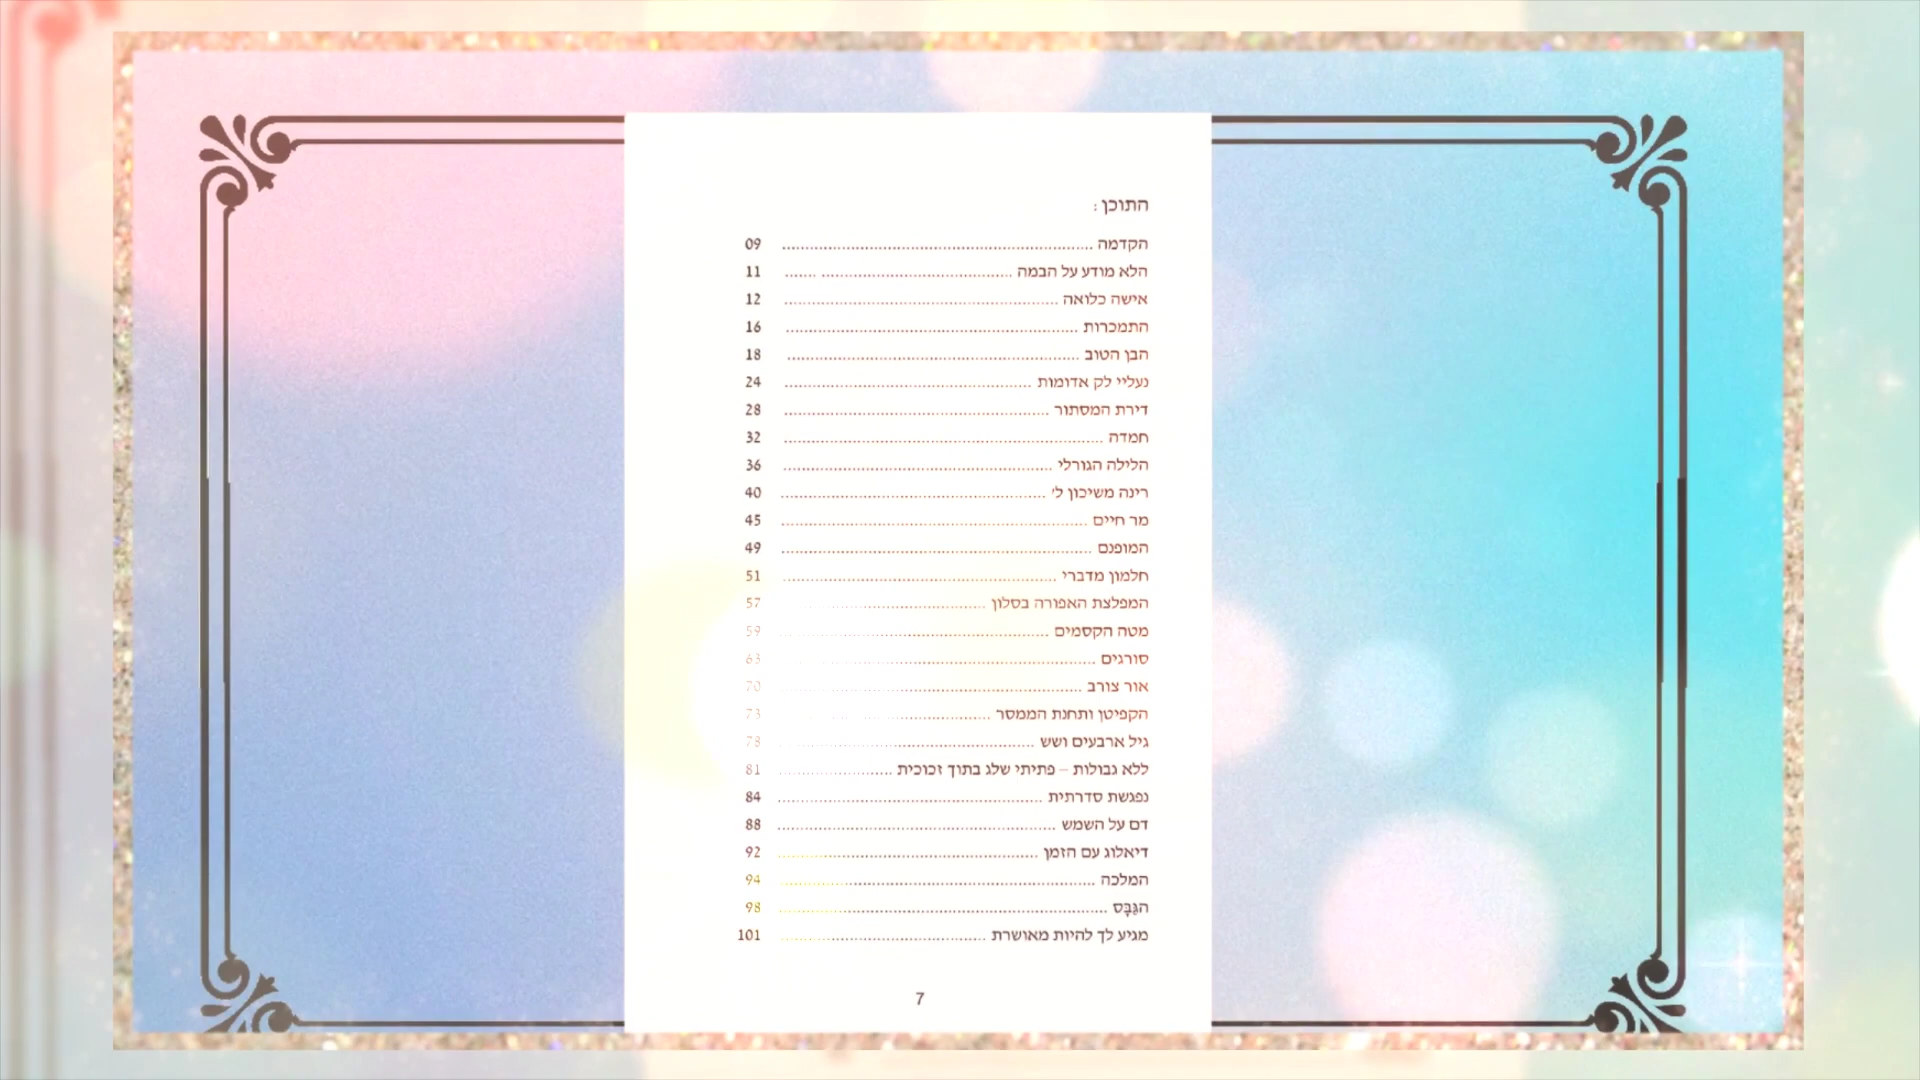 התוכן :
הקדמה ........................ 09
הלא מודע על הבמה ........................ 11
אישה כלואה ........................ 12
התמכרות ........................ 16
הבן הטוב ........................ 18
נעליי לק אדומות ........................ 24
דירת המסתור ........................ 28
חמדה ........................ 32
הלילה הגורלי ........................ 36
רינה משיכון ל' ........................ 40
מר חיים ........................ 45
המופנם ........................ 49
חלמון מדברי ........................ 51
המפלצת האפורה בסלון ........................ 57
מטה הקסמים ........................ 59
סורגים ........................ 63
אור צורב ........................ 70
הקפיטן ותחנת הממסר ........................ 73
גיל ארבעים ושש ........................ 78
ללא גבולות – פתיתי שלג בתוך זכוכית ........................ 81
נפגשת סדרתית ........................ 84
דם על השמש ........................ 88
דיאלוג עם הזמן ........................ 92
המלכה ........................ 94
הגַּבָּס ........................ 98
מגיע לך להיות מאושרת ........................ 101
7